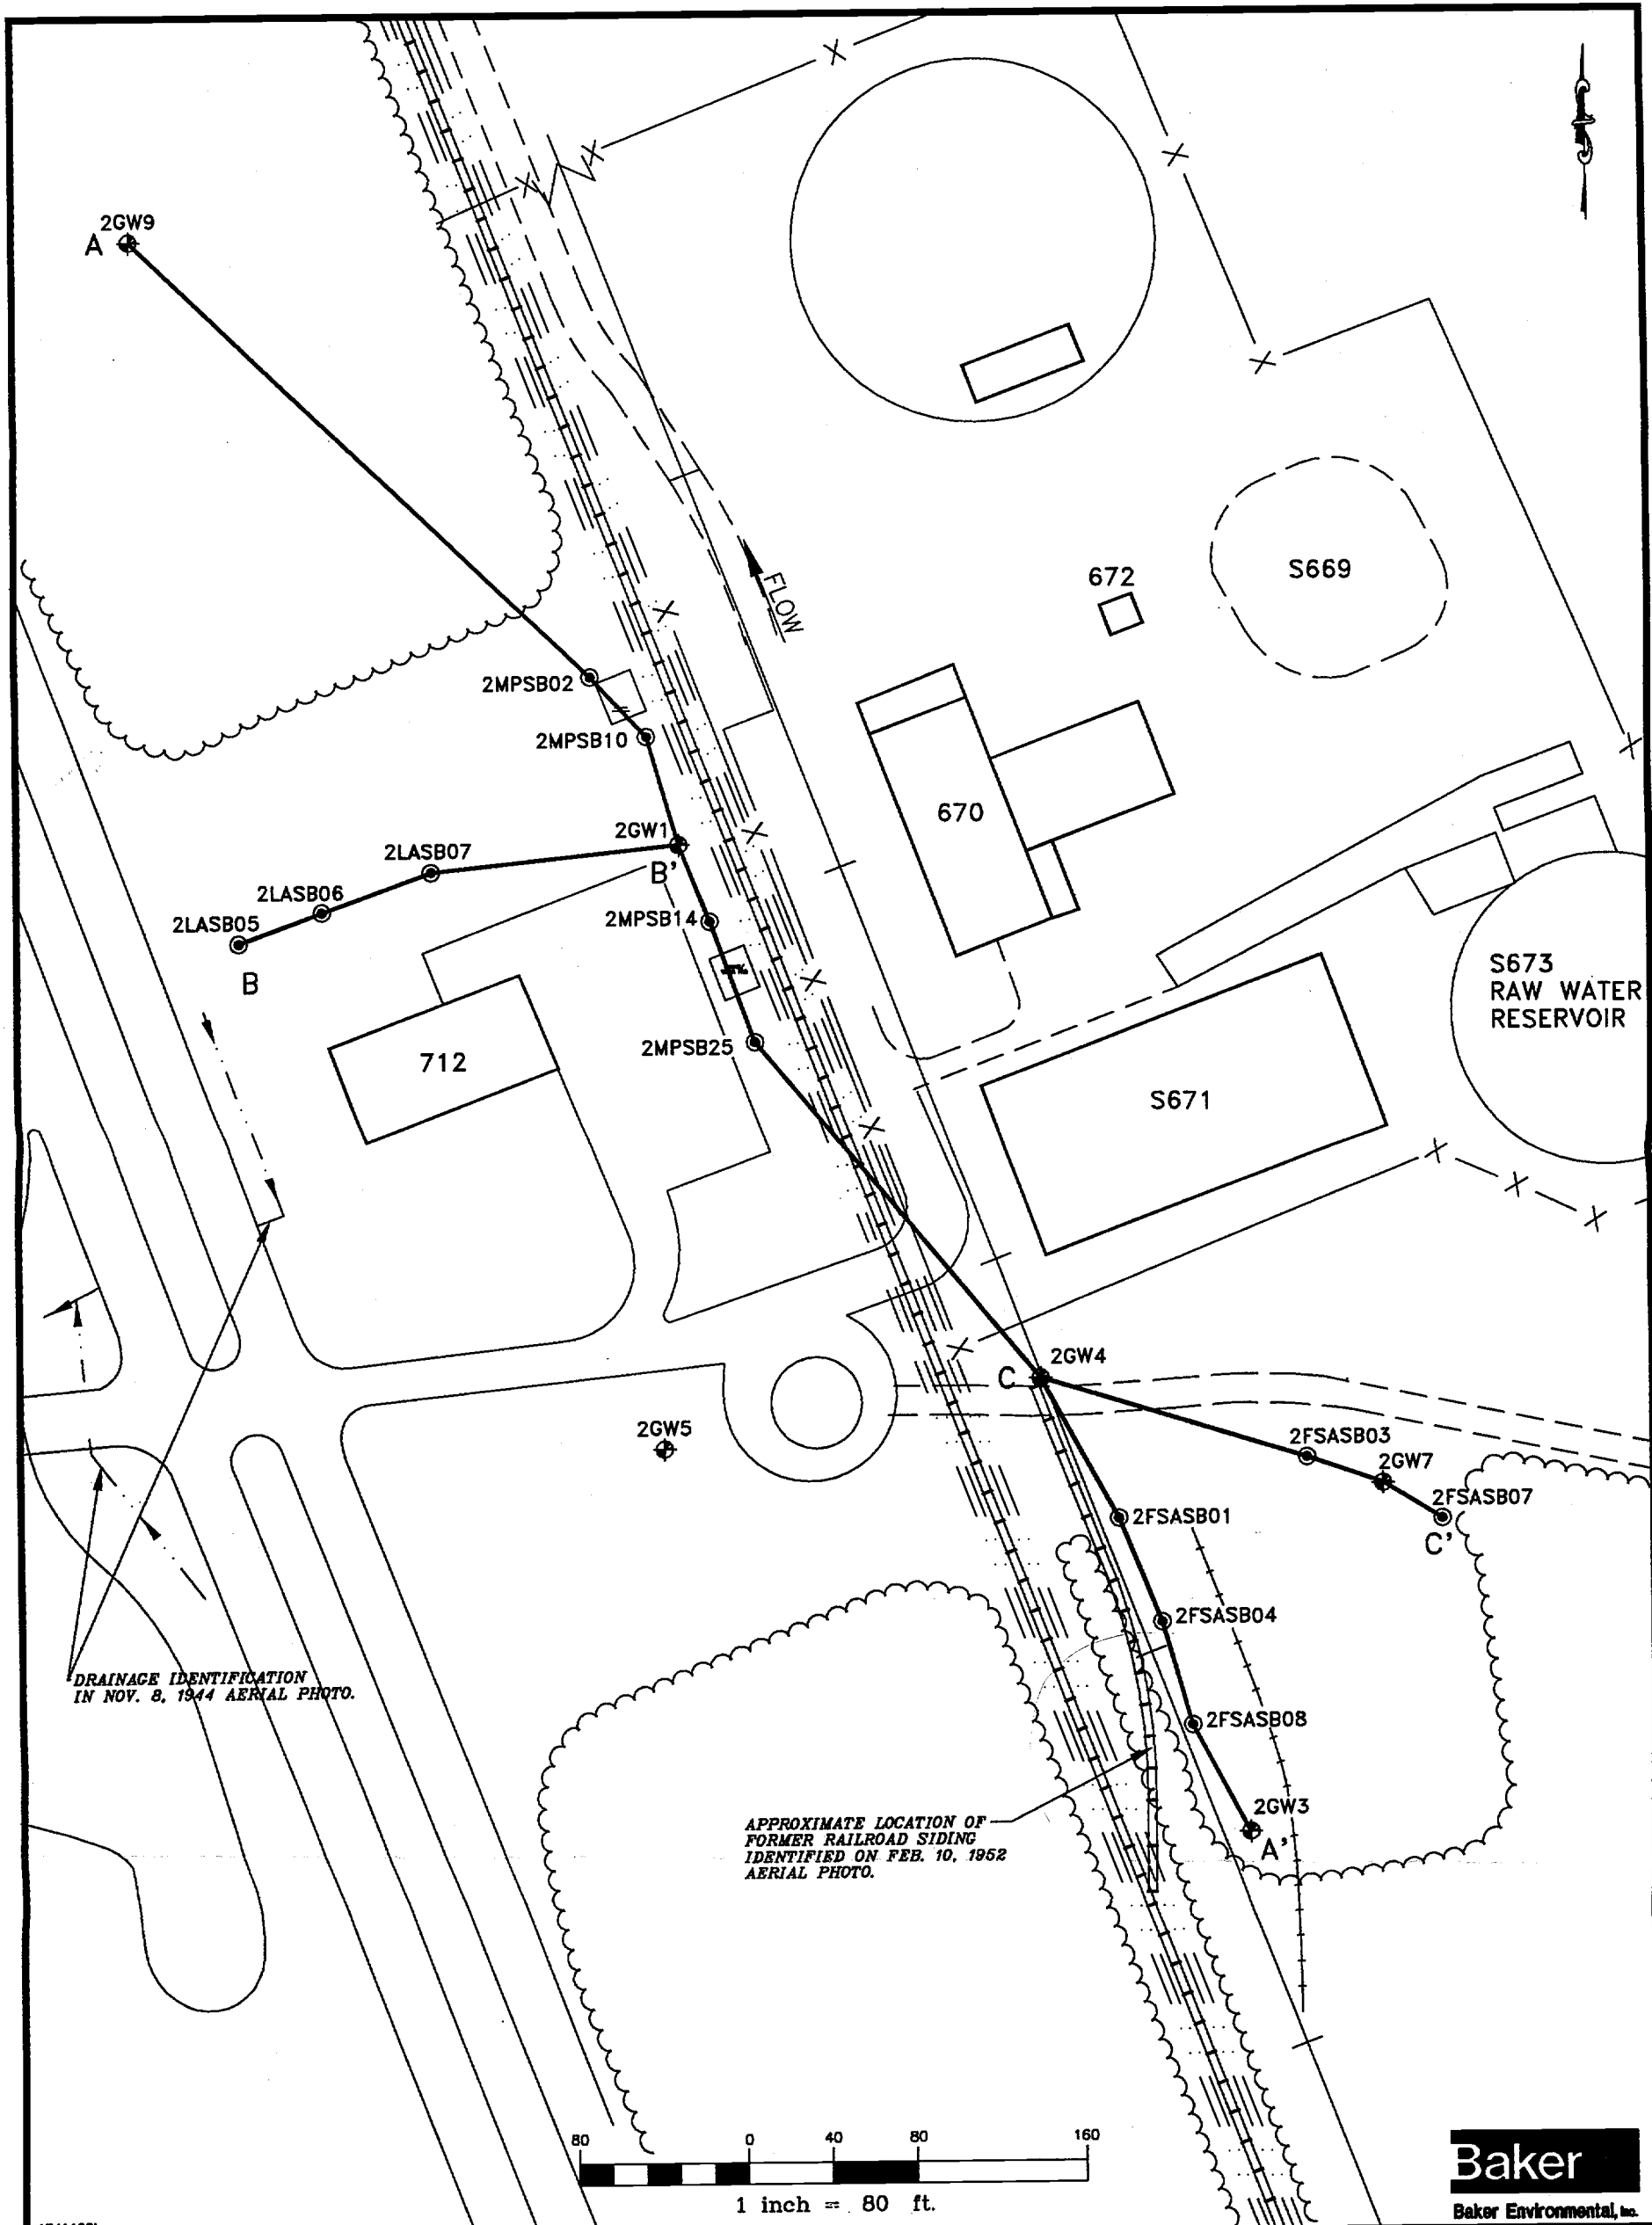 2GW9
A
FLOW
672
S669
2MPSB02
2MPSB10
670
2GW1
2LASB07
B'
2LASB06
2MPSB14
2LASB05
B
S673
RAW WATER
RESERVOIR
2MPSB25
712
S671
2GW4
C
2GW5
2FSASB03
2GW7
2FSASB07
C'
2FSASB01
2FSASB04
DRAINAGE IDENTIFICATION
IN NOV. 8, 1944 AERIAL PHOTO.
2FSASB08
2GW3
A'
APPROXIMATE LOCATION OF
FORMER RAILROAD SIDING
IDENTIFIED ON FEB. 10, 1952
AERIAL PHOTO.
80 0 40 80 160
1 inch = 80 ft.
Baker
Baker Environmental, Inc.